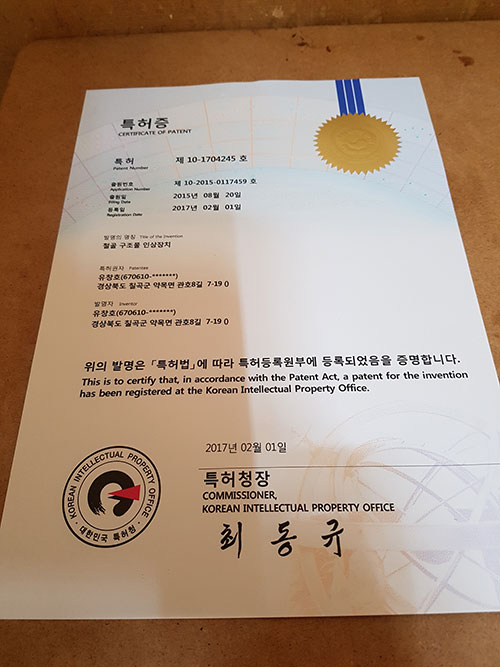 특허증
CERTIFICATE OF PATENT
특허 제 10-1704245 호
Patent Number
출원번호 제 10-2015-0117459 호
Application Number
출원일 2015년 08월 20일
Filing Date
등록일 2017년 02월 01일
Registration Date
발명의 명칭 Title of the Invention
철골 구조물 인상장치
특허권자 Patentee
유창호(670610-*******)
경상북도 칠곡군 약목면 관호8길 7-19 ()
발명자 Inventor
유창호(670610-*******)
경상북도 칠곡군 약목면 관호8길 7-19 ()
위의 발명은 「특허법」에 따라 특허등록원부에 등록되었음을 증명합니다.
This is to certify that, in accordance with the Patent Act, a patent for the invention
has been registered at the Korean Intellectual Property Office.
2017년 02월 01일
특허청장
COMMISSIONER,
KOREAN INTELLECTUAL PROPERTY OFFICE
최동규
KOREAN INTELLECTUAL PROPERTY OFFICE
대한민국 특허청